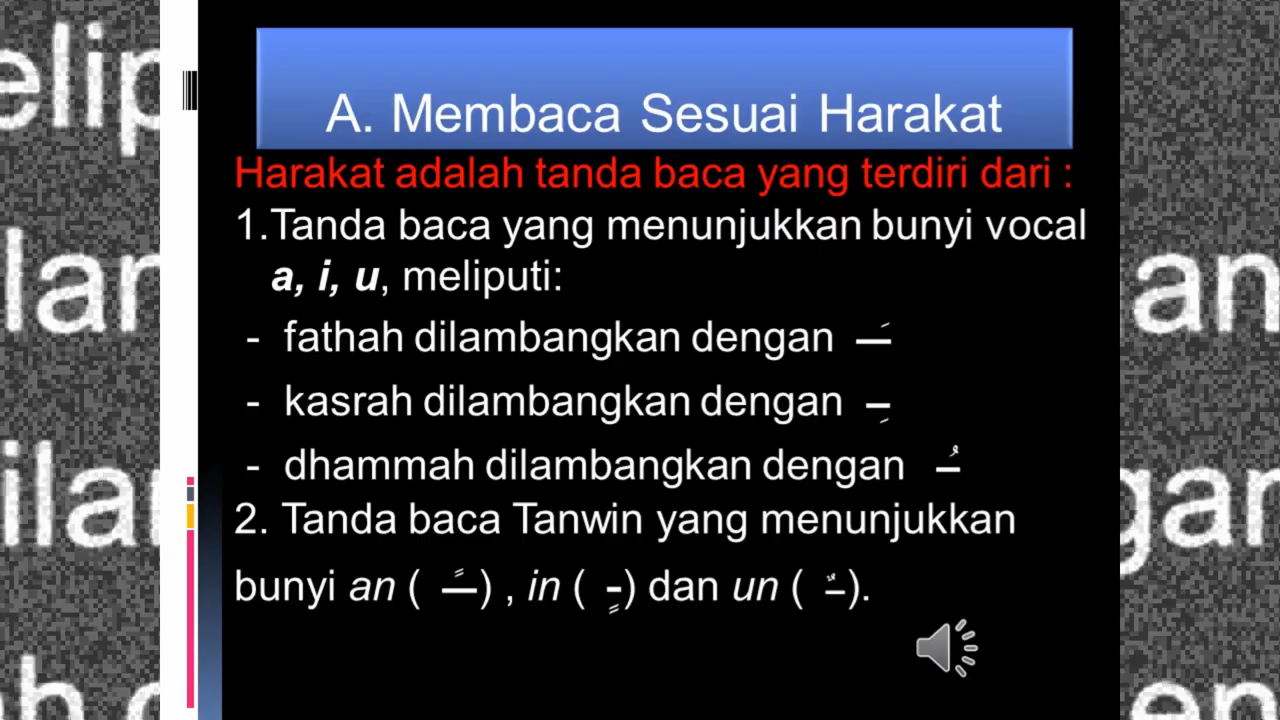 A. Membaca Sesuai Harakat
Harakat adalah tanda baca yang terdiri dari :
1.Tanda baca yang menunjukkan bunyi vocal
a, i, u, meliputi:
- fathah dilambangkan dengan ـَ
- kasrah dilambangkan dengan ـِ
- dhammah dilambangkan dengan ـُ
2. Tanda baca Tanwin yang menunjukkan
bunyi an ( ـً ) , in ( ـٍ ) dan un ( ـٌ ).